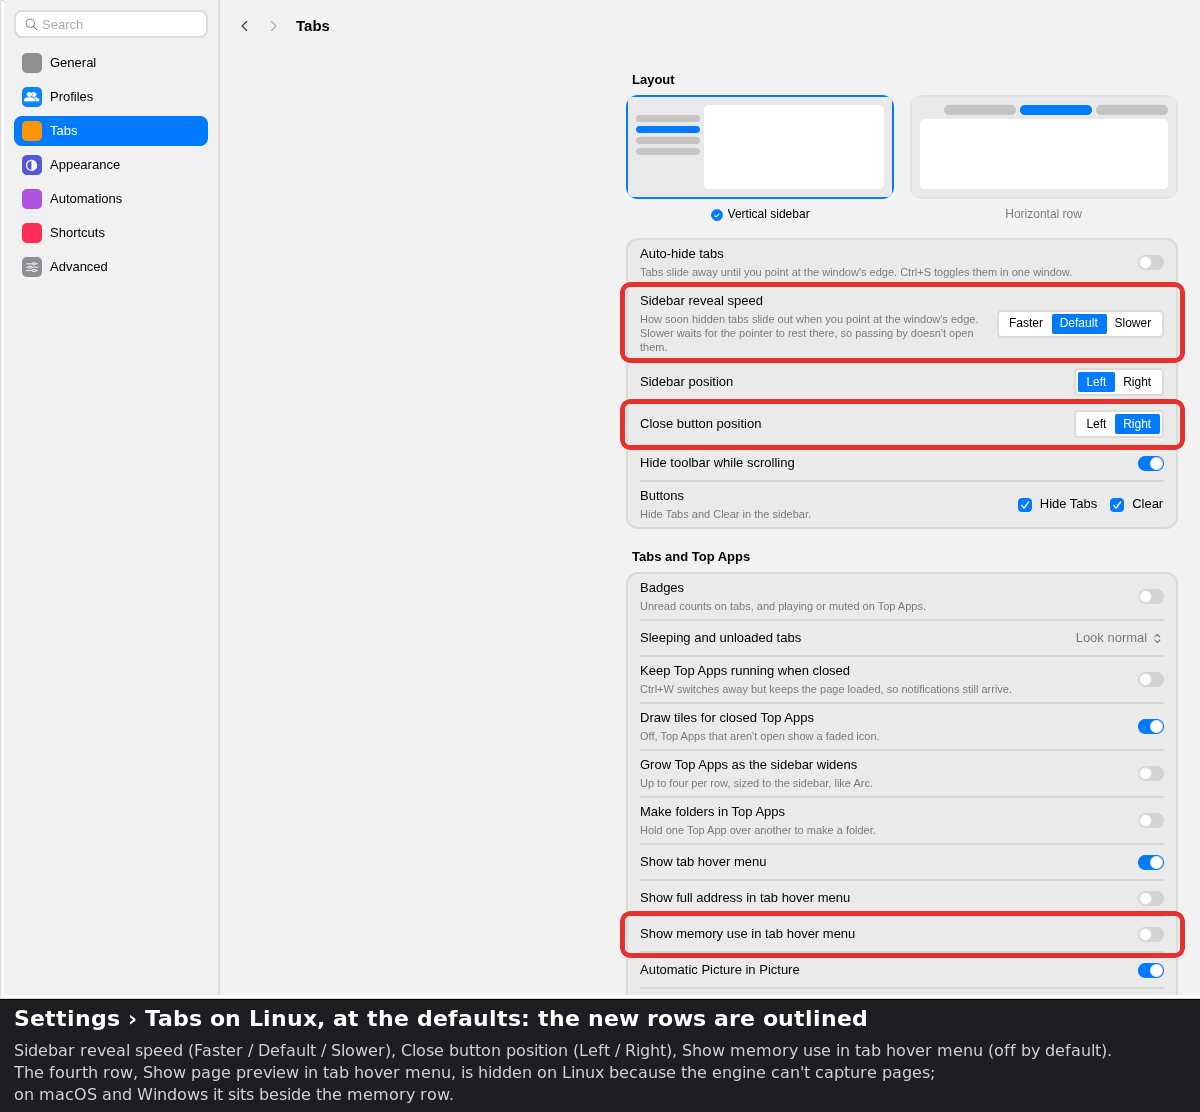 Search
General
Profiles
Tabs
Appearance
Automations
Shortcuts
Advanced
Tabs
Layout
Vertical sidebar
Horizontal row
Auto-hide tabs
Tabs slide away until you point at the window's edge. Ctrl+S toggles them in one window.
Sidebar reveal speed
How soon hidden tabs slide out when you point at the window's edge.
Slower waits for the pointer to rest there, so passing by doesn't open
them.
Faster Default Slower
Sidebar position
Left Right
Close button position
Left Right
Hide toolbar while scrolling
Buttons
Hide Tabs and Clear in the sidebar.
Hide Tabs Clear
Tabs and Top Apps
Badges
Unread counts on tabs, and playing or muted on Top Apps.
Sleeping and unloaded tabs
Look normal
Keep Top Apps running when closed
Ctrl+W switches away but keeps the page loaded, so notifications still arrive.
Draw tiles for closed Top Apps
Off, Top Apps that aren't open show a faded icon.
Grow Top Apps as the sidebar widens
Up to four per row, sized to the sidebar, like Arc.
Make folders in Top Apps
Hold one Top App over another to make a folder.
Show tab hover menu
Show full address in tab hover menu
Show memory use in tab hover menu
Automatic Picture in Picture
Settings › Tabs on Linux, at the defaults: the new rows are outlined
Sidebar reveal speed (Faster / Default / Slower), Close button position (Left / Right), Show memory use in tab hover menu (off by default).
The fourth row, Show page preview in tab hover menu, is hidden on Linux because the engine can't capture pages;
on macOS and Windows it sits beside the memory row.